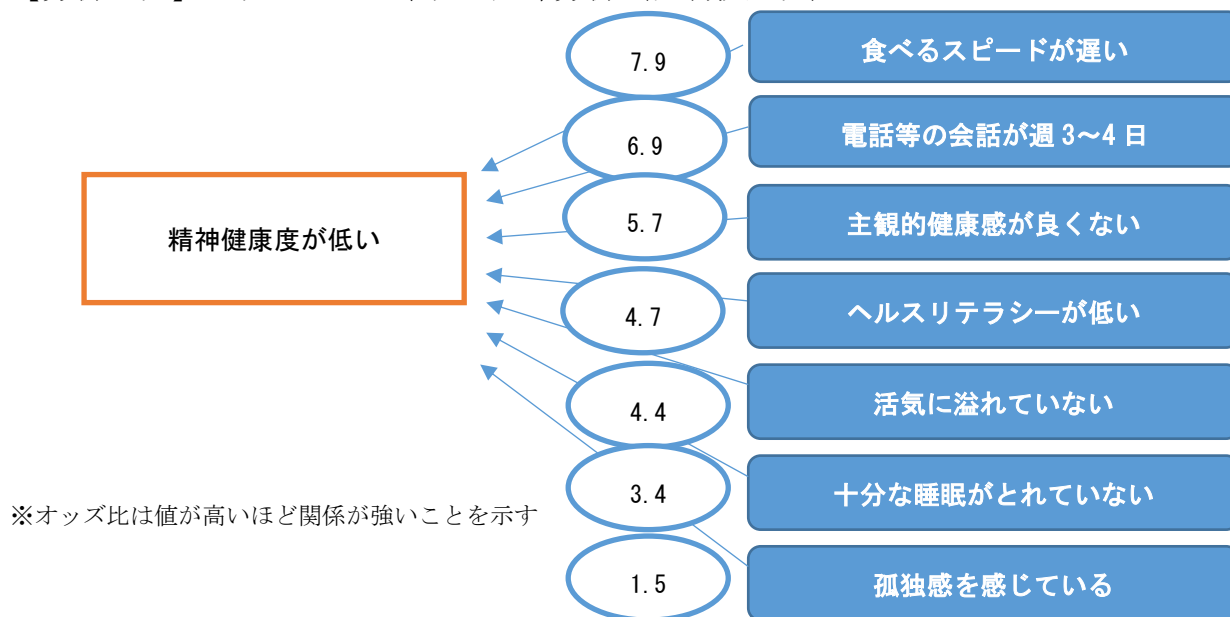 7.9
食べるスピードが遅い
6.9
電話等の会話が週 3～4 日
精神健康度が低い
5.7
主観的健康感が良くない
4.7
ヘルスリテラシーが低い
4.4
活気に溢れていない
3.4
十分な睡眠がとれていない
※オッズ比は値が高いほど関係が強いことを示す
1.5
孤独感を感じている